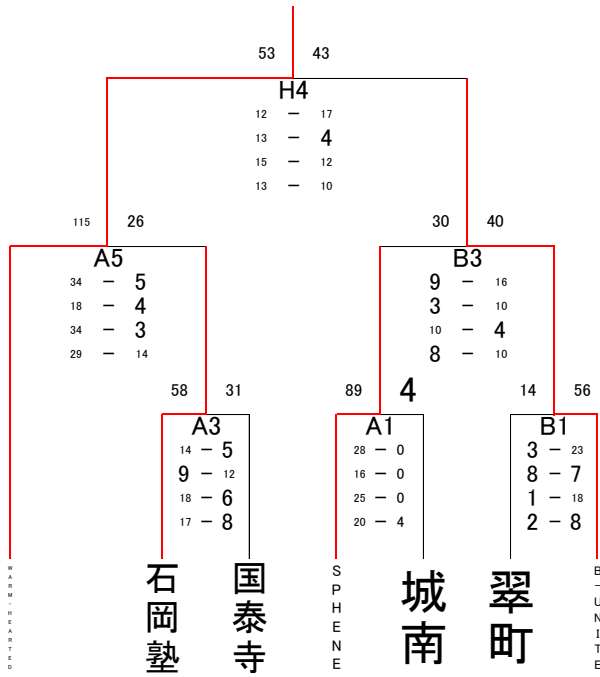 53 43
H4
12 － 17
13 － 4
15 － 12
13 － 10
115 26
A5
34 － 5
18 － 4
34 － 3
29 － 14
30 40
B3
9 － 16
3 － 10
10 － 4
8 － 10
58 31
A3
14 － 5
9 － 12
18 － 6
17 － 8
89 4
A1
28 － 0
16 － 0
25 － 0
20 － 4
14 56
B1
3 － 23
8 － 7
1 － 18
2 － 8
WARM－HEARTED
石岡塾
国泰寺
SPHENE
城南
翠町
B－UNITE